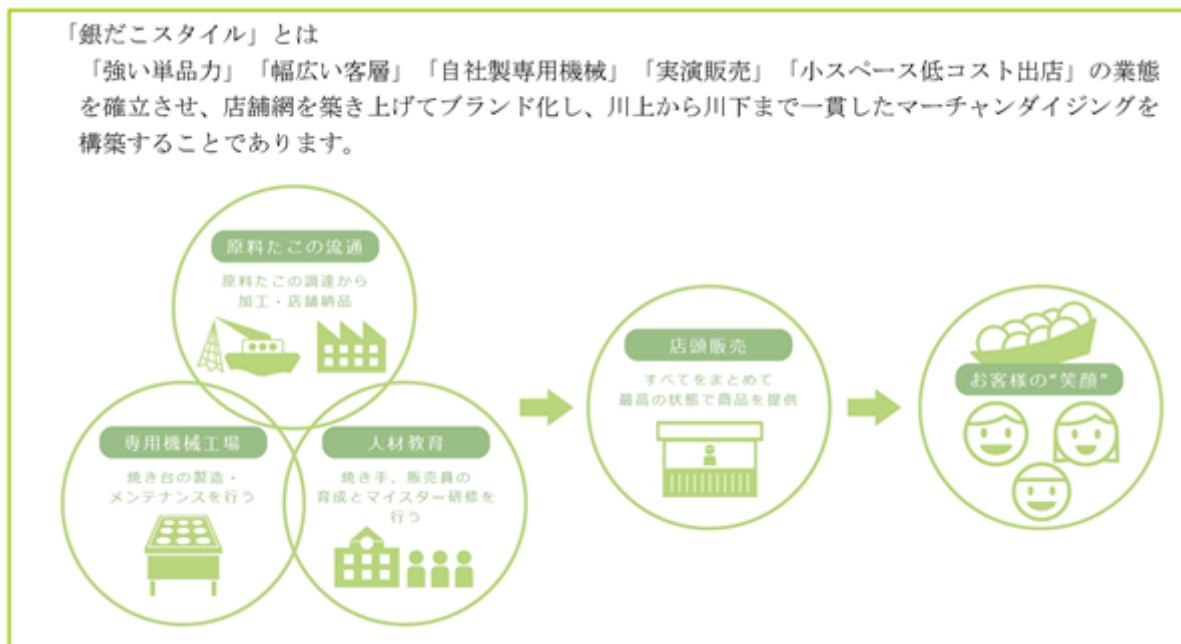 「銀だこスタイル」とは
「強い単品力」「幅広い客層」「自社製専用機械」「実演販売」「小スペース低コスト出店」の業態
を確立させ、店舗網を築き上げてブランド化し、川上から川下まで一貫したマーチャンダイジングを
構築することであります。
原料たこの流通
原料たこの調達から
加工・店舗納品
専用機械工場
焼き台の製造・
メンテナンスを行う
人材教育
焼き手、販売員の
育成とマイスター研修を
行う
店頭販売
すべてをまとめて
最高の状態で商品を提供
お客様の“笑顔”